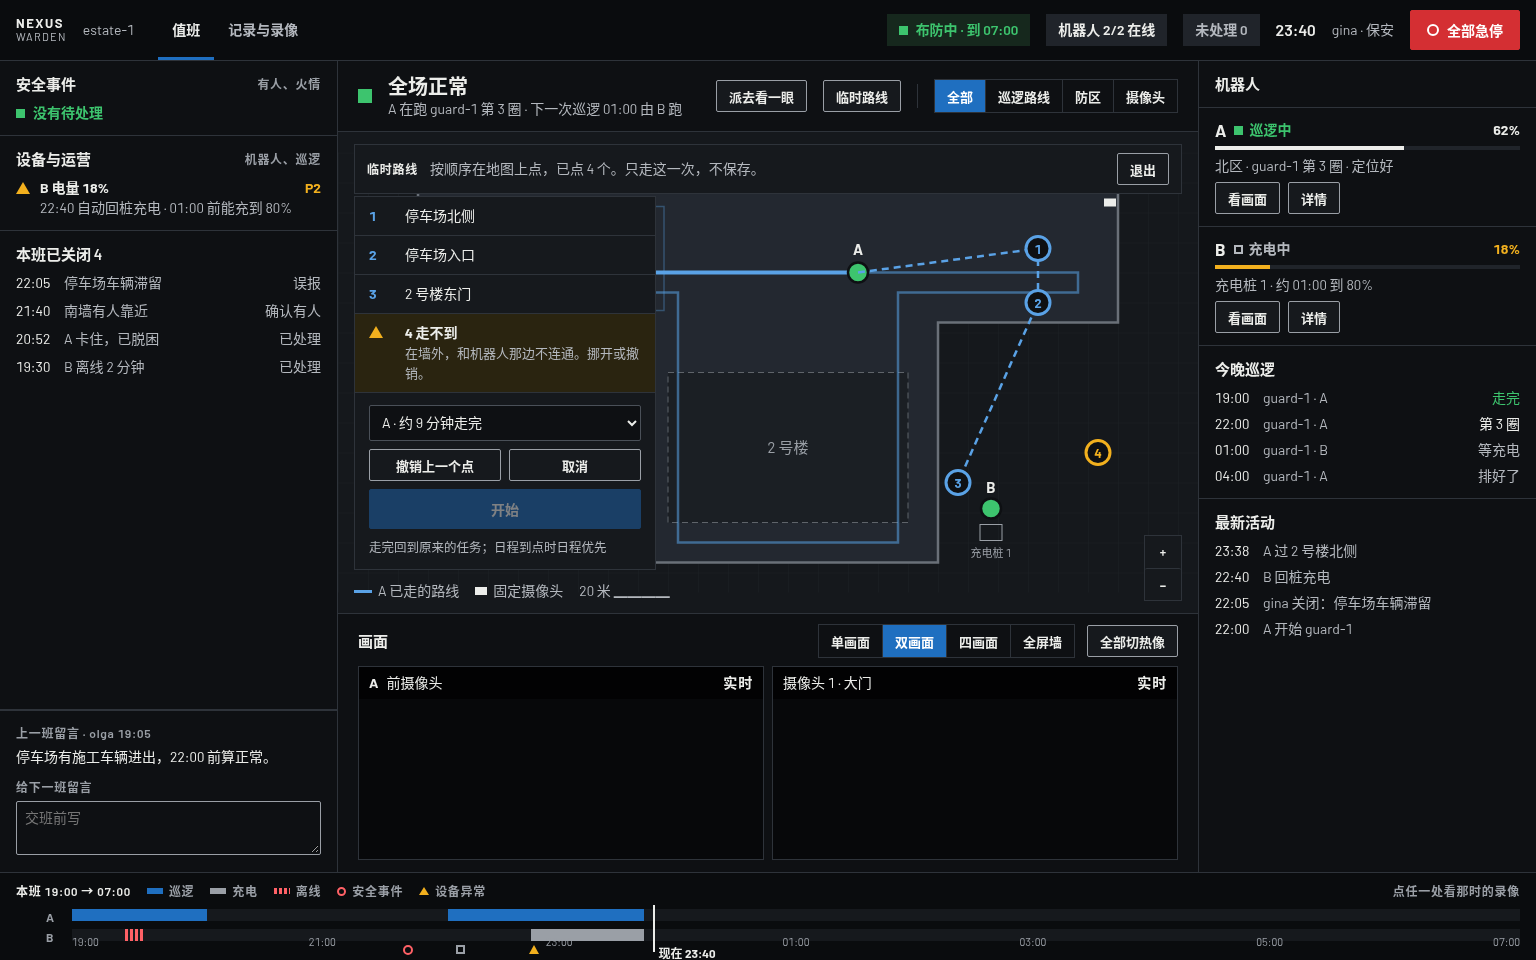 NEXUS
WARDEN
estate-1
值班
记录与录像
布防中 · 到 07:00
机器人 2/2 在线
未处理 0
23:40
gina · 保安
全部急停
安全事件
有人、火情
没有待处理
设备与运营
机器人、巡逻
B 电量 18%
P2
22:40 自动回桩充电 · 01:00 前能充到 80%
本班已关闭 4
22:05 停车场车辆滞留 误报
21:40 南墙有人靠近 确认有人
20:52 A 卡住，已脱困 已处理
19:30 B 离线 2 分钟 已处理
上一班留言 · olga 19:05
停车场有施工车辆进出，22:00 前算正常。
给下一班留言
交班前写
全场正常
A 在跑 guard-1 第 3 圈 · 下一次巡逻 01:00 由 B 跑
派去看一眼
临时路线
全部
巡逻路线
防区
摄像头
临时路线 按顺序在地图上点，已点 4 个。只走这一次，不保存。
退出
1 停车场北侧
2 停车场入口
3 2 号楼东门
4 走不到
在墙外，和机器人那边不连通。挪开或撤
销。
A · 约 9 分钟走完
撤销上一个点
取消
开始
走完回到原来的任务；日程到点时日程优先
A
1
2
2 号楼
4
3
B
充电桩 1
+
−
A 已走的路线
固定摄像头
20 米
画面
单画面
双画面
四画面
全屏墙
全部切热像
A 前摄像头 实时
摄像头 1 · 大门 实时
机器人
A 巡逻中 62%
北区 · guard-1 第 3 圈 · 定位好
看画面
详情
B 充电中 18%
充电桩 1 · 约 01:00 到 80%
看画面
详情
今晚巡逻
19:00 guard-1 · A 走完
22:00 guard-1 · A 第 3 圈
01:00 guard-1 · B 等充电
04:00 guard-1 · A 排好了
最新活动
23:38 A 过 2 号楼北侧
22:40 B 回桩充电
22:05 gina 关闭：停车场车辆滞留
22:00 A 开始 guard-1
本班 19:00 → 07:00
巡逻
充电
离线
安全事件
设备异常
点任一处看那时的录像
A
B
19:00
21:00
23:00
01:00
03:00
05:00
07:00
现在 23:40